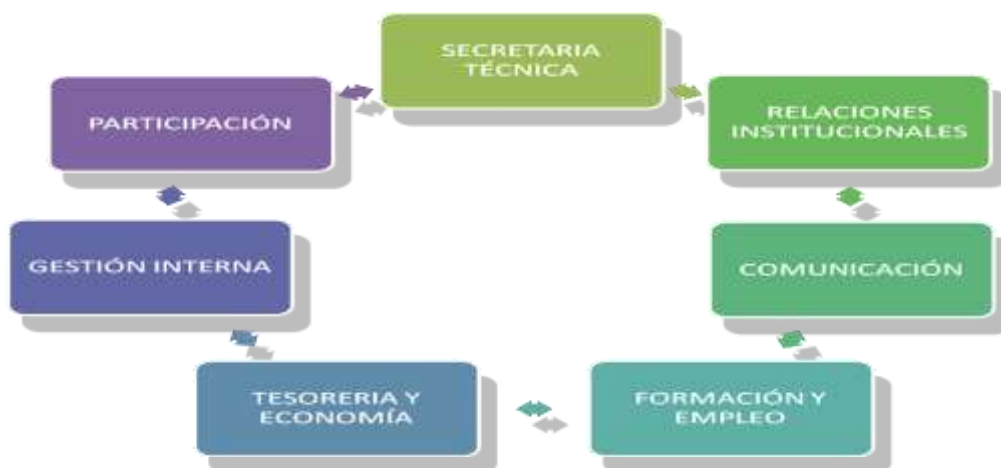 SECRETARIA
TÉCNICA
PARTICIPACIÓN
RELACIONES
INSTITUCIONALES
GESTIÓN INTERNA
COMUNICACIÓN
TESORERIA Y
ECONOMÍA
FORMACIÓN Y
EMPLEO